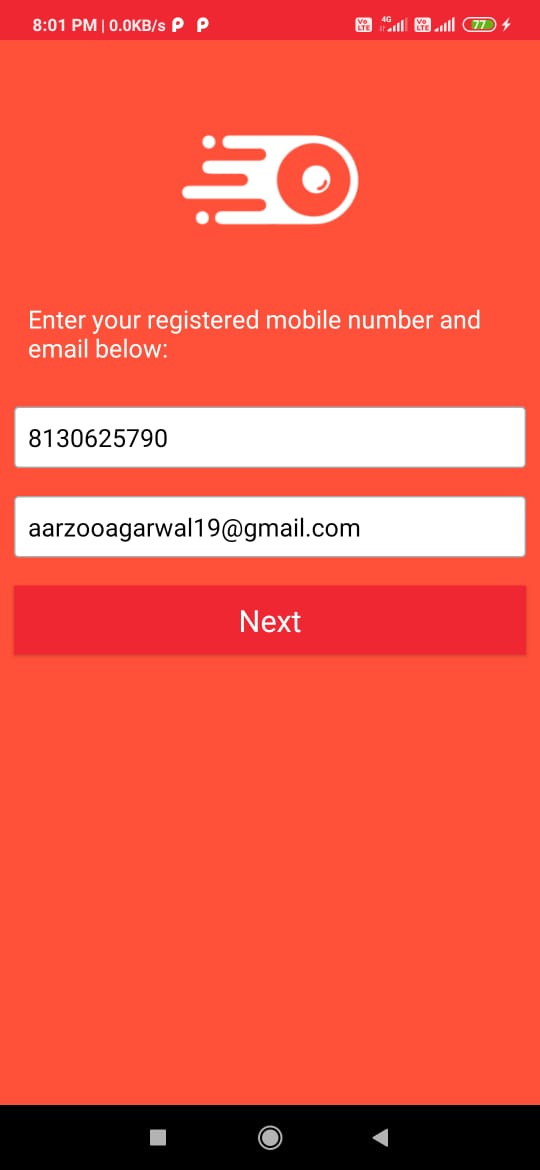 8:01 PM | 0.0KB/s
Vo LTE 4G Vo LTE 77
Enter your registered mobile number and
email below:
8130625790
aarzooagarwal19@gmail.com
Next